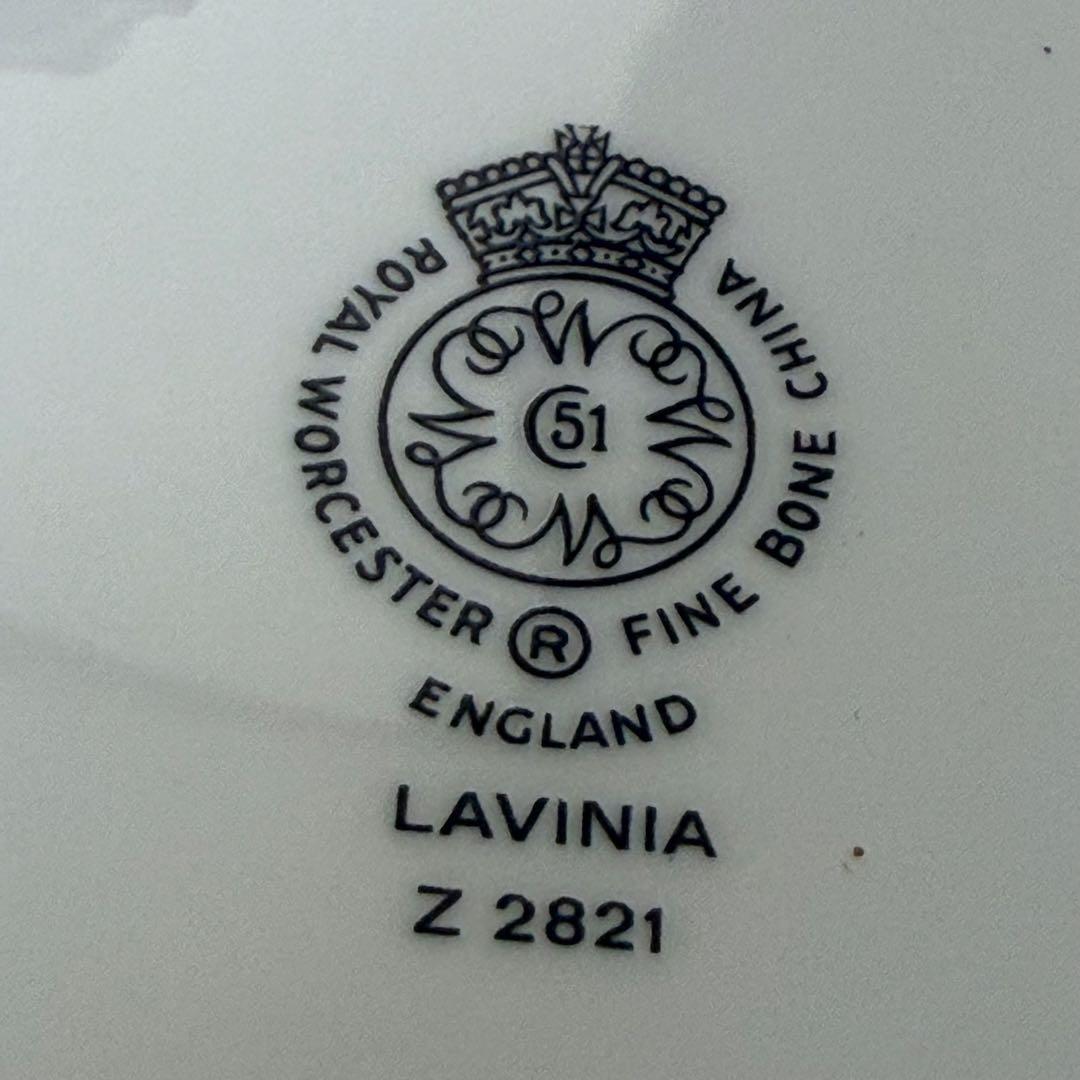 ROYAL WORCESTER ® FINE BONE CHINA
51
ENGLAND
LAVINIA
Z 2821